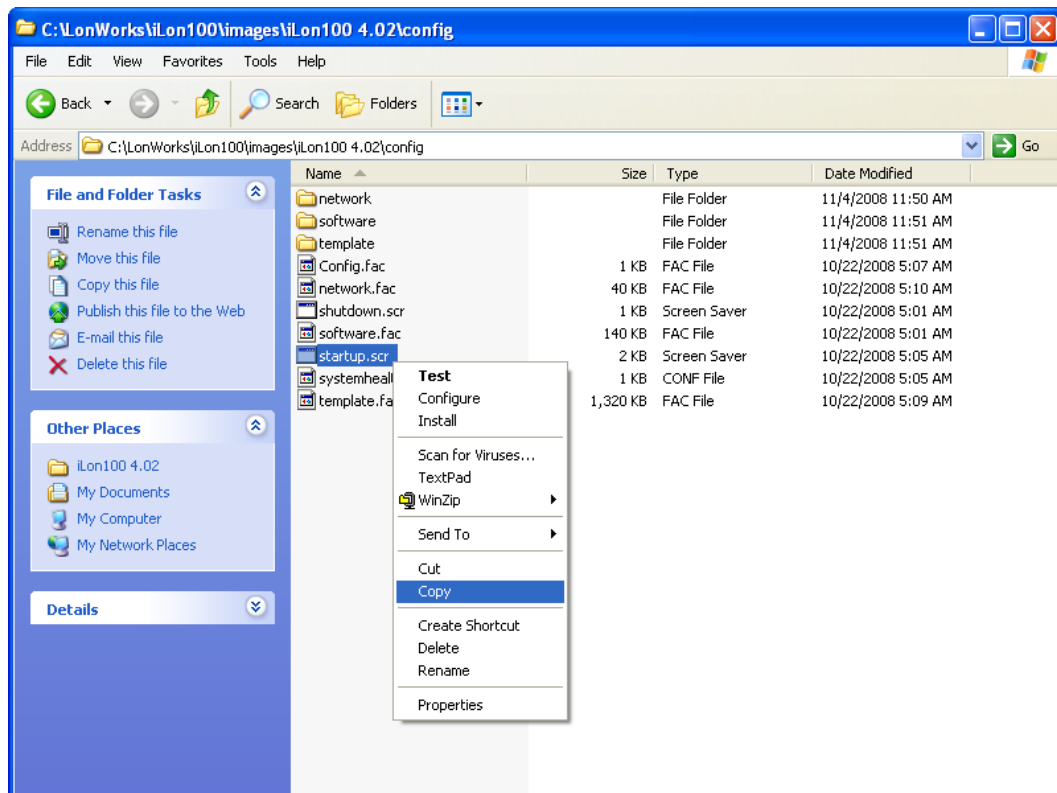 C:\LonWorks\iLon100\images\iLon100 4.02\config
File Edit View Favorites Tools Help
Back Search Folders
Address C:\LonWorks\iLon100\images\iLon100 4.02\config Go
File and Folder Tasks
Rename this file
Move this file
Copy this file
Publish this file to the Web
E-mail this file
Delete this file
Other Places
iLon100 4.02
My Documents
My Computer
My Network Places
Details
Name Size Type Date Modified
network File Folder 11/4/2008 11:50 AM
software File Folder 11/4/2008 11:51 AM
template File Folder 11/4/2008 11:51 AM
Config.fac 1 KB FAC File 10/22/2008 5:07 AM
network.fac 40 KB FAC File 10/22/2008 5:10 AM
shutdown.scr 1 KB Screen Saver 10/22/2008 5:01 AM
software.fac 140 KB FAC File 10/22/2008 5:01 AM
startup.scr 2 KB Screen Saver 10/22/2008 5:05 AM
systemheal 1 KB CONF File 10/22/2008 5:05 AM
template.fa 1,320 KB FAC File 10/22/2008 5:09 AM
Test
Configure
Install
Scan for Viruses...
TextPad
WinZip
Send To
Cut
Copy
Create Shortcut
Delete
Rename
Properties